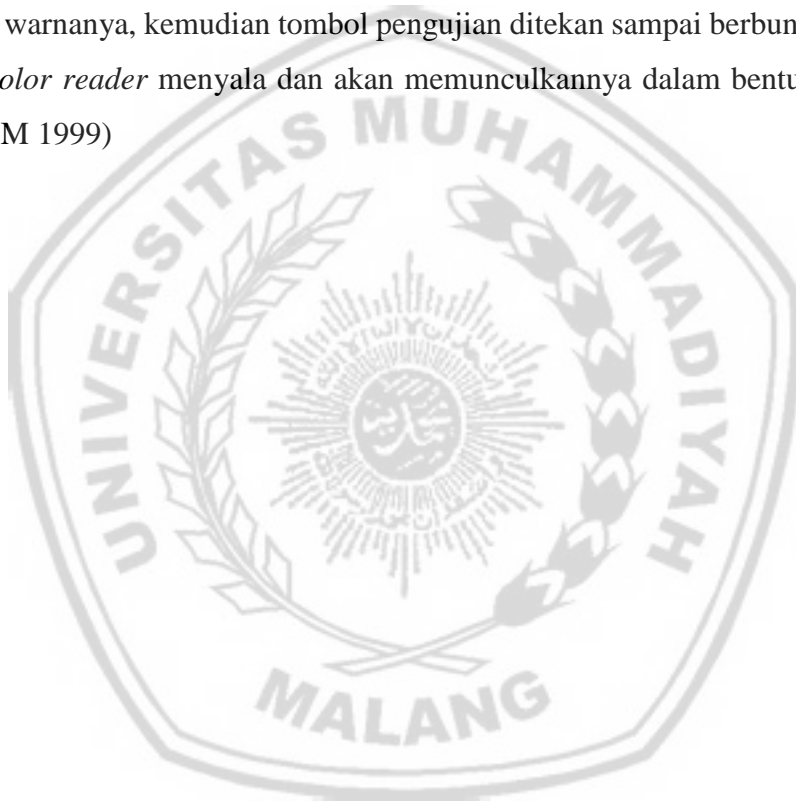 warnanya, kemudian tombol pengujian ditekan sampai berbun
olor reader menyala dan akan memunculkannya dalam bentu
M 1999)
UNIVERSITAS MUHAMMADIYAH
MALANG